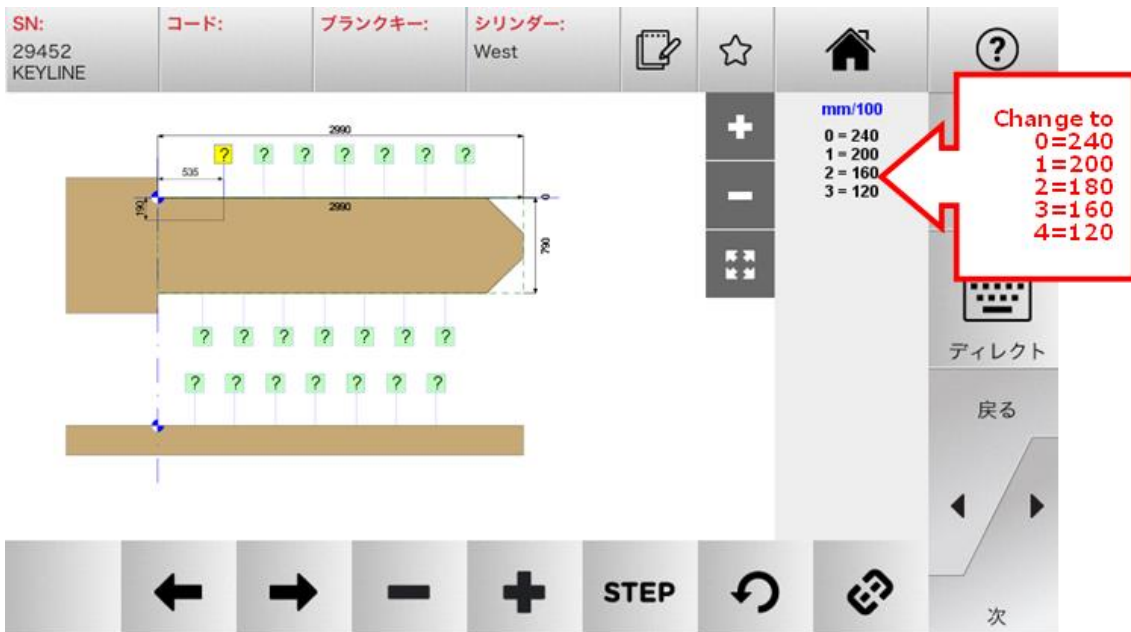 SN:
29452
KEYLINE
コード:
ブランクキー:
シリンダー:
West
?
mm/100
0 = 240
1 = 200
2 = 160
3 = 120
Change to
0=240
1=200
2=180
3=160
4=120
2990
? ? ? ? ? ? ?
535
190
2990
0
790
? ? ? ? ? ? ?
? ? ? ? ? ? ?
ディレクト
戻る
次
STEP